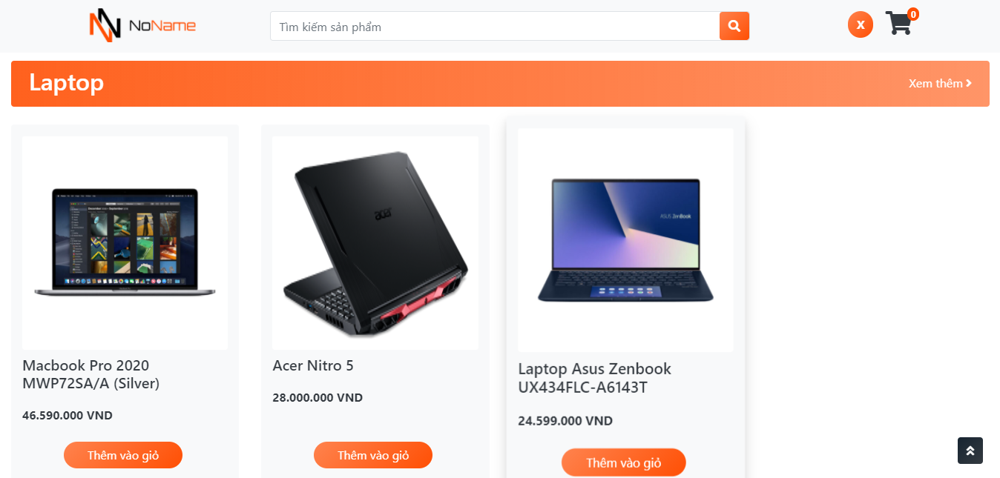 NoName
Tìm kiếm sản phẩm
X
0
Laptop
Xem thêm
acer
ASUS ZenBook
Macbook Pro 2020
MWP72SA/A (Silver)
46.590.000 VND
Thêm vào giỏ
Acer Nitro 5
28.000.000 VND
Thêm vào giỏ
Laptop Asus Zenbook
UX434FLC-A6143T
24.599.000 VND
Thêm vào giỏ